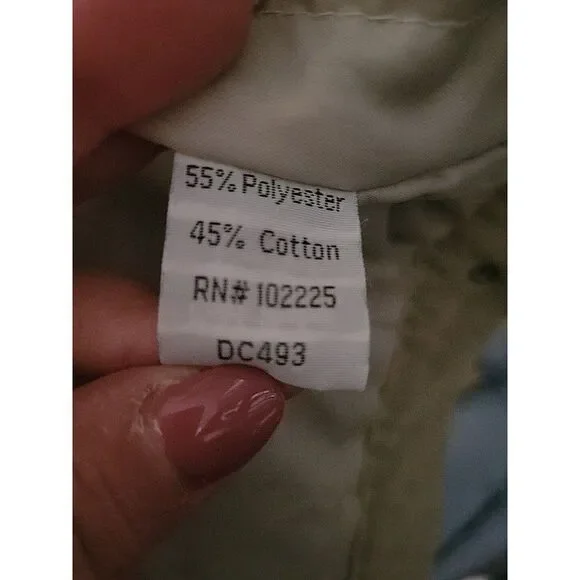 55% Polyester
45% Cotton
RN# 102225
DC493